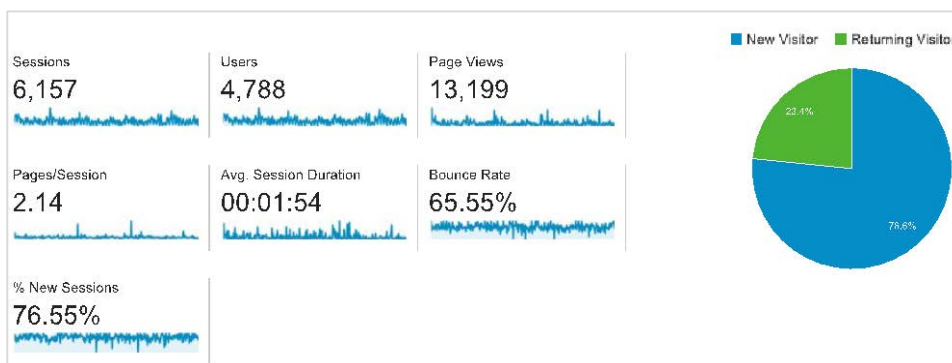 New Visitor Returning Visitor
Sessions
6,157
Users
4,788
Page Views
13,199
Pages/Session
2.14
Avg. Session Duration
00:01:54
Bounce Rate
65.55%
% New Sessions
76.55%
23.4%
76.6%